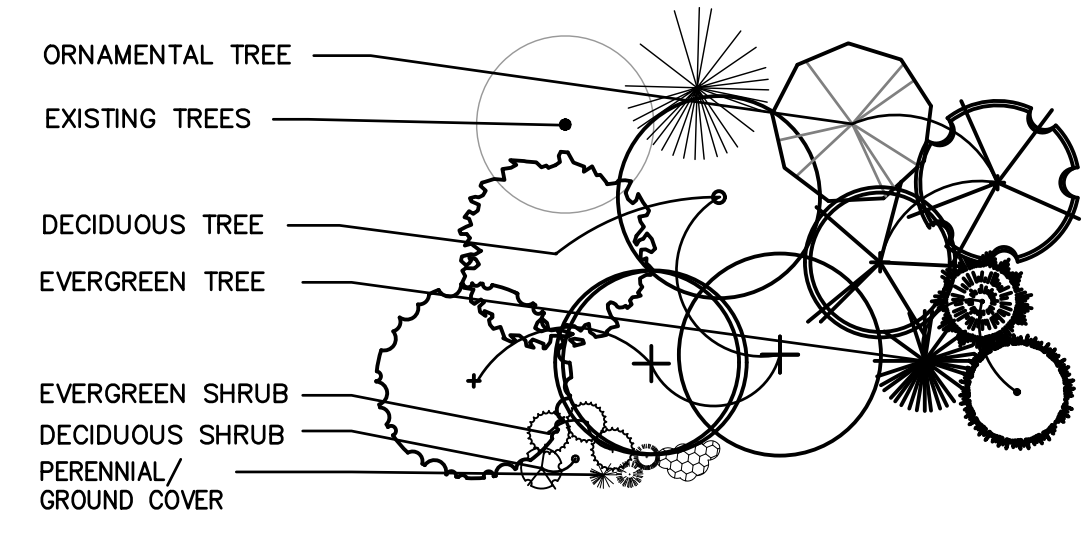 ORNAMENTAL TREE
EXISTING TREES
DECIDUOUS TREE
EVERGREEN TREE
EVERGREEN SHRUB
DECIDUOUS SHRUB
PERENNIAL/
GROUND COVER